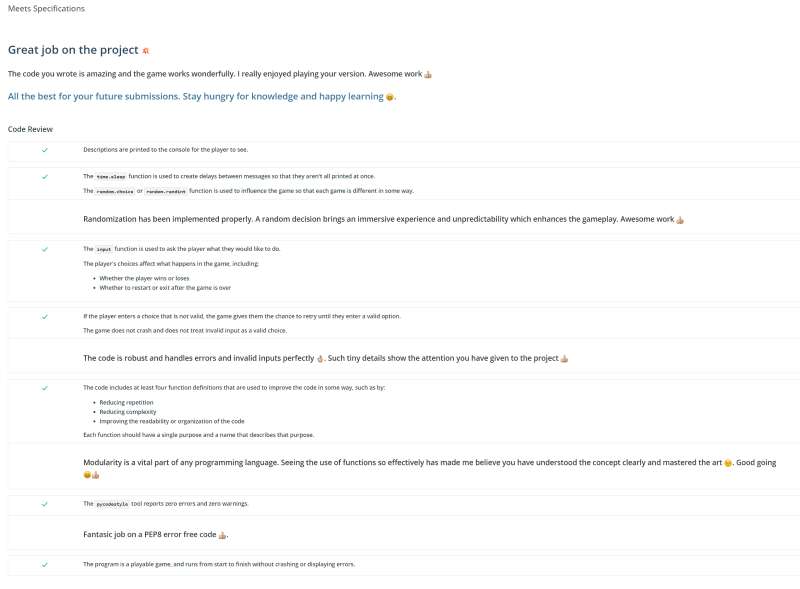 Meets Specifications
Great job on the project 💥
The code you wrote is amazing and the game works wonderfully. I really enjoyed playing your version. Awesome work 👍
All the best for your future submissions. Stay hungry for knowledge and happy learning 😀.
Code Review
Descriptions are printed to the console for the player to see.
The time.sleep function is used to create delays between messages so that they aren't all printed at once.
The random.choice or random.randint function is used to influence the game so that each game is different in some way.
Randomization has been implemented properly. A random decision brings an immersive experience and unpredictability which enhances the gameplay. Awesome work 👍
The input function is used to ask the player what they would like to do.
The player's choices affect what happens in the game, including:
• Whether the player wins or loses
• Whether to restart or exit after the game is over
If the player enters a choice that is not valid, the game gives them the chance to retry until they enter a valid option.
The game does not crash and does not treat invalid input as a valid choice.
The code is robust and handles errors and invalid inputs perfectly 👌. Such tiny details show the attention you have given to the project 👍
The code includes at least four function definitions that are used to improve the code in some way, such as by:
• Reducing repetition
• Reducing complexity
• Improving the readability or organization of the code
Each function should have a single purpose and a name that describes that purpose.
Modularity is a vital part of any programming language. Seeing the use of functions so effectively has made me believe you have understood the concept clearly and mastered the art 😉. Good going
😀👍
The pycodestyle tool reports zero errors and zero warnings.
Fantasic job on a PEP8 error free code 👍.
The program is a playable game, and runs from start to finish without crashing or displaying errors.